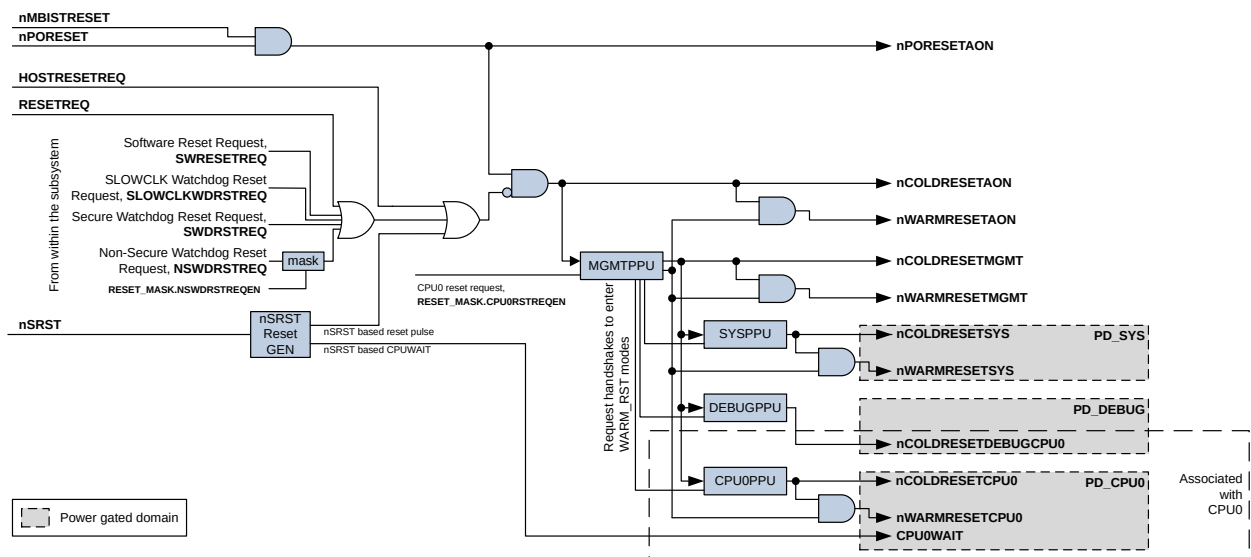 nMBISTRESET
nPORESET
nPORESETAON
HOSTRESETREQ
RESETREQ
From within the subsystem
Software Reset Request,
SWRESETREQ
SLOWCLK Watchdog Reset
Request, SLOWCLKWDRSTREQ
Secure Watchdog Reset Request,
SWDRSTREQ
Non-Secure Watchdog Reset
Request, NSWDRSTREQ
mask
RESET_MASK.NSWDRSTREQEN
nSRST
nSRST
Reset
GEN
nSRST based reset pulse
nSRST based CPUWAIT
CPU0 reset request,
RESET_MASK.CPU0RSTREQEN
MGMTPPU
Request handshakes to enter
WARM_RST modes
nCOLDRESETAON
nWARMRESETAON
nCOLDRESETMGMT
nWARMRESETMGMT
SYSPPU
nCOLDRESETSYS
PD_SYS
nWARMRESETSYS
DEBUGPPU
PD_DEBUG
nCOLDRESETDEBUGCPU0
CPU0PPU
nCOLDRESETCPU0
PD_CPU0
nWARMRESETCPU0
CPU0WAIT
Associated
with
CPU0
Power gated domain